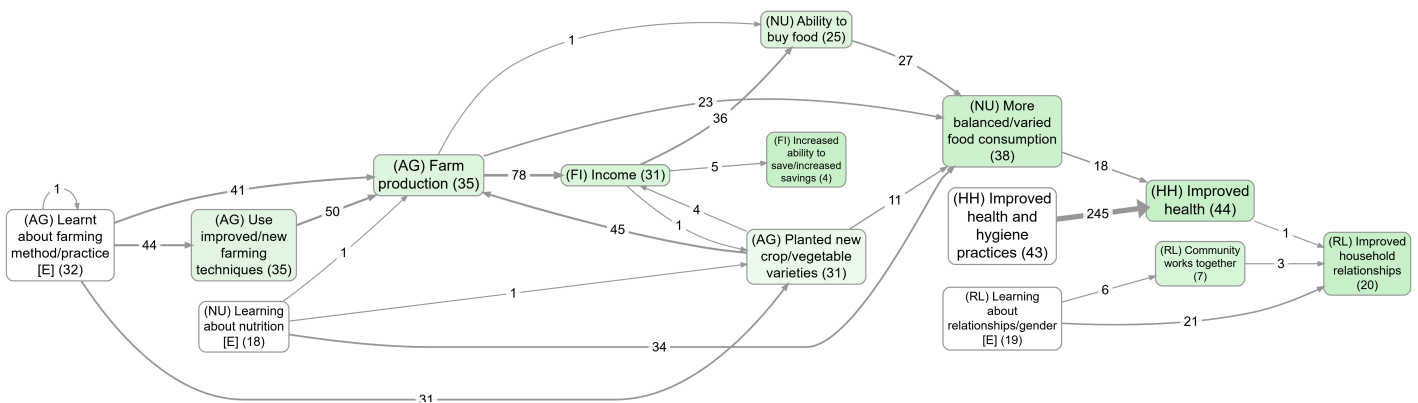 (NU) Ability to
buy food (25)
1
27
23
36
(NU) More
balanced/varied
food consumption
(38)
(FI) Increased
ability to
save/increased
savings (4)
(AG) Farm
production (35)
78
(FI) Income (31)
5
18
1
41
(AG) Learnt
about farming
method/practice
[E] (32)
44
(AG) Use
improved/new
farming
techniques (35)
50
45
4
1
11
(AG) Planted new
crop/vegetable
varieties (31)
(HH) Improved
health and
hygiene
practices (43)
245
(HH) Improved
health (44)
1
(RL) Improved
household
relationships
(20)
(RL) Community
works together
(7)
3
1
1
(NU) Learning
about nutrition
[E] (18)
34
6
(RL) Learning
about
relationships/gender
[E] (19)
21
31